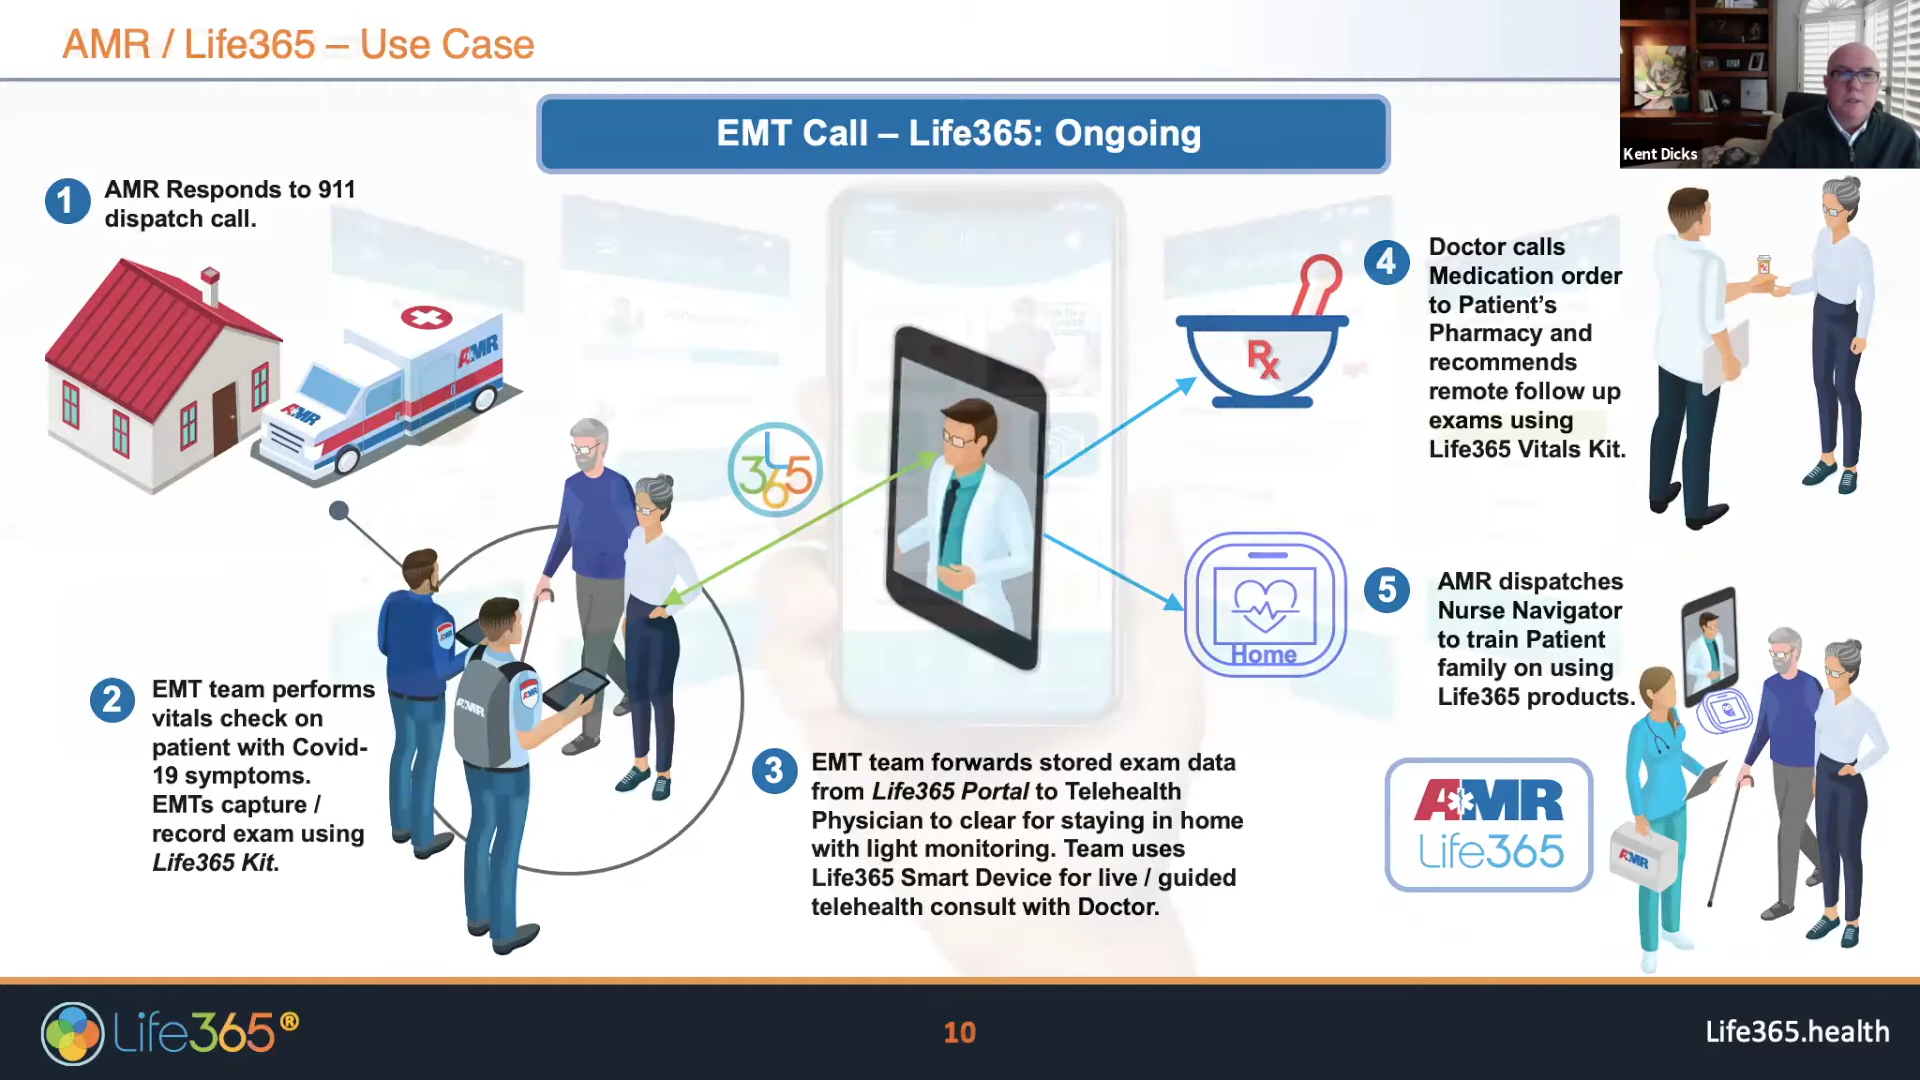 AMR / Life365 – Use Case
Kent Dicks
EMT Call – Life365: Ongoing
1
AMR Responds to 911
dispatch call.
AMR
AMR
2
EMT team performs
vitals check on
patient with Covid-
19 symptoms.
EMTs capture /
record exam using
Life365 Kit.
AMR
365
3
EMT team forwards stored exam data
from Life365 Portal to Telehealth
Physician to clear for staying in home
with light monitoring. Team uses
Life365 Smart Device for live / guided
telehealth consult with Doctor.
Rx
4
Doctor calls
Medication order
to Patient’s
Pharmacy and
recommends
remote follow up
exams using
Life365 Vitals Kit.
Home
5
AMR dispatches
Nurse Navigator
to train Patient
family on using
Life365 products.
AMR
Life365
AMR
Life365®
10
Life365.health